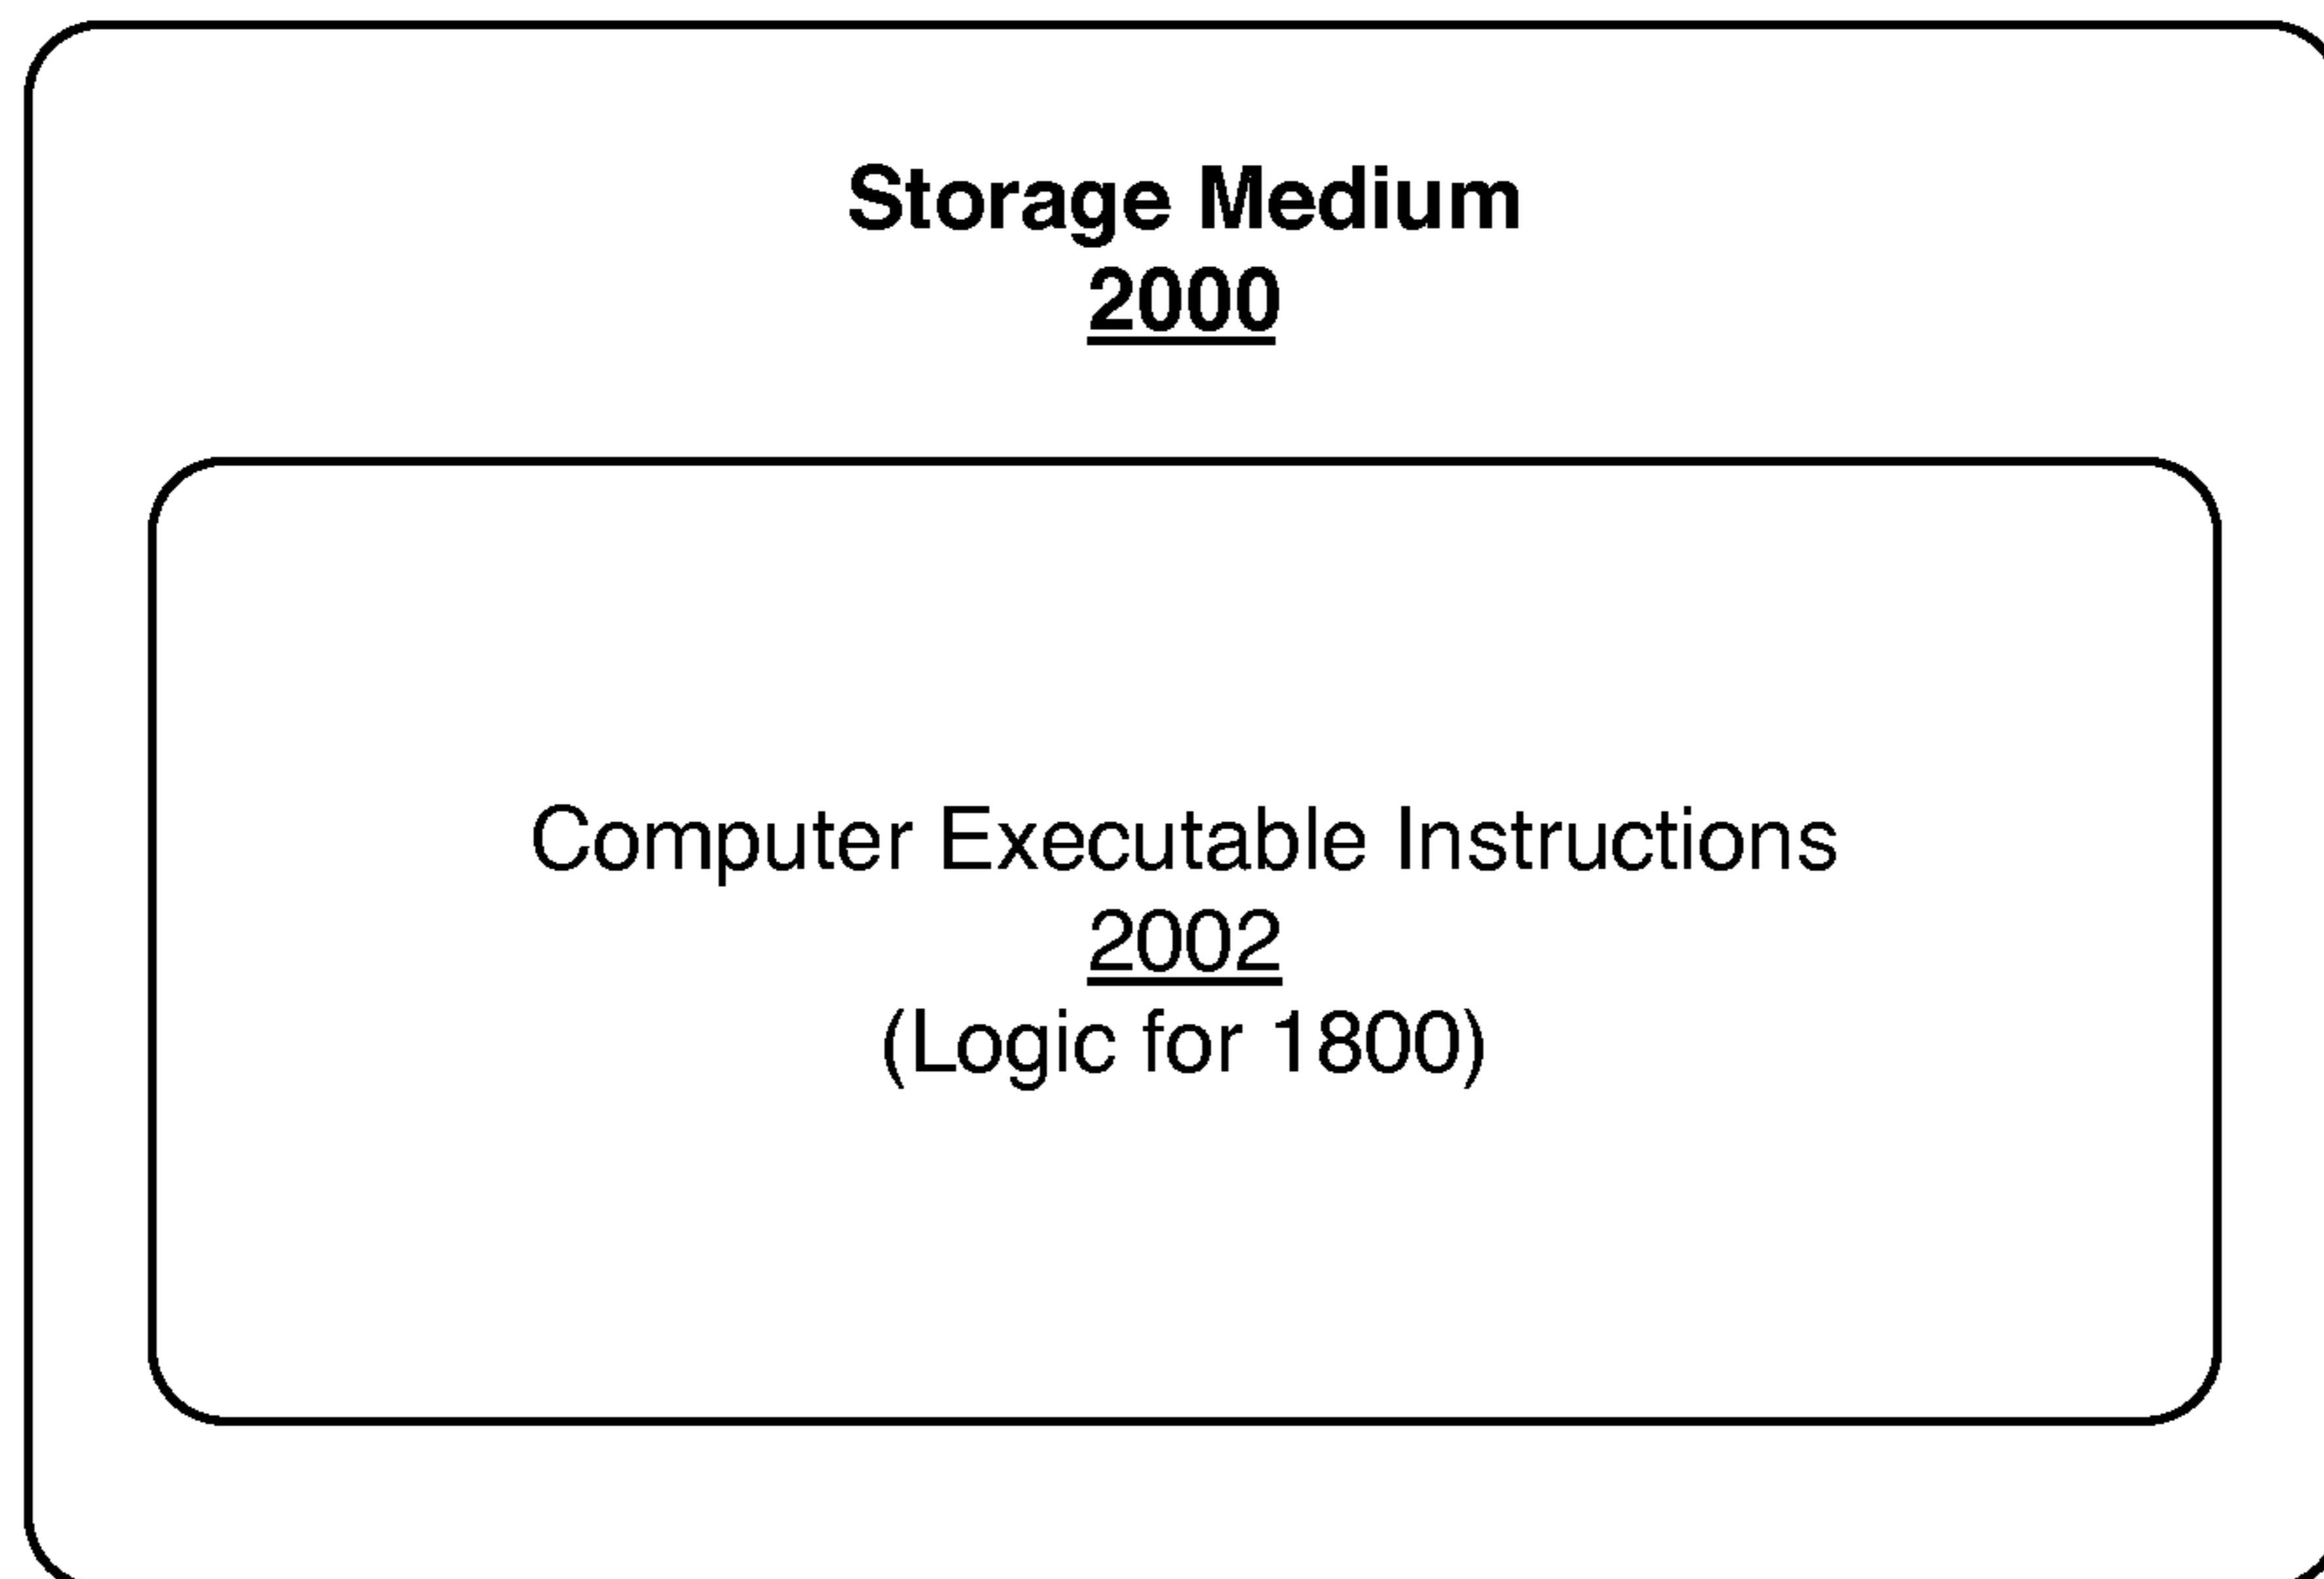 Storage Medium
2000
Computer Executable Instructions
2002
(Logic for 1800)